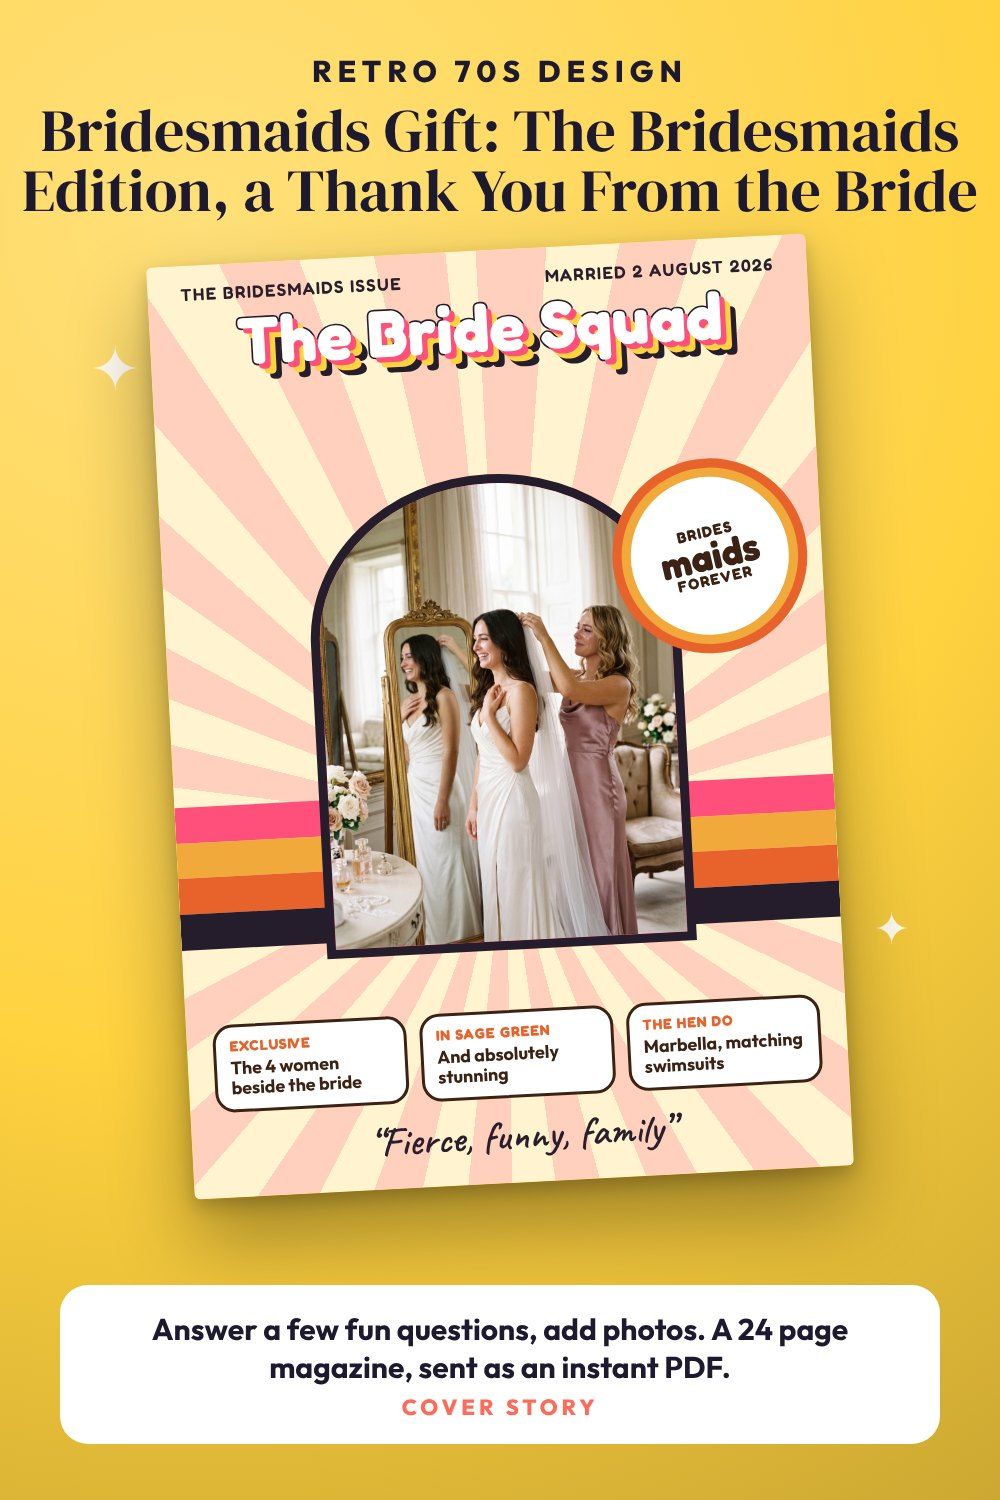 RETRO 70S DESIGN
Bridesmaids Gift: The Bridesmaids
Edition, a Thank You From the Bride
THE BRIDESMAIDS ISSUE
MARRIED 2 AUGUST 2026
The Bride Squad
BRIDES
maids
FOREVER
EXCLUSIVE
The 4 women
beside the bride
IN SAGE GREEN
And absolutely
stunning
THE HEN DO
Marbella, matching
swimsuits
“Fierce, funny, family”
Answer a few fun questions, add photos. A 24 page
magazine, sent as an instant PDF.
COVER STORY